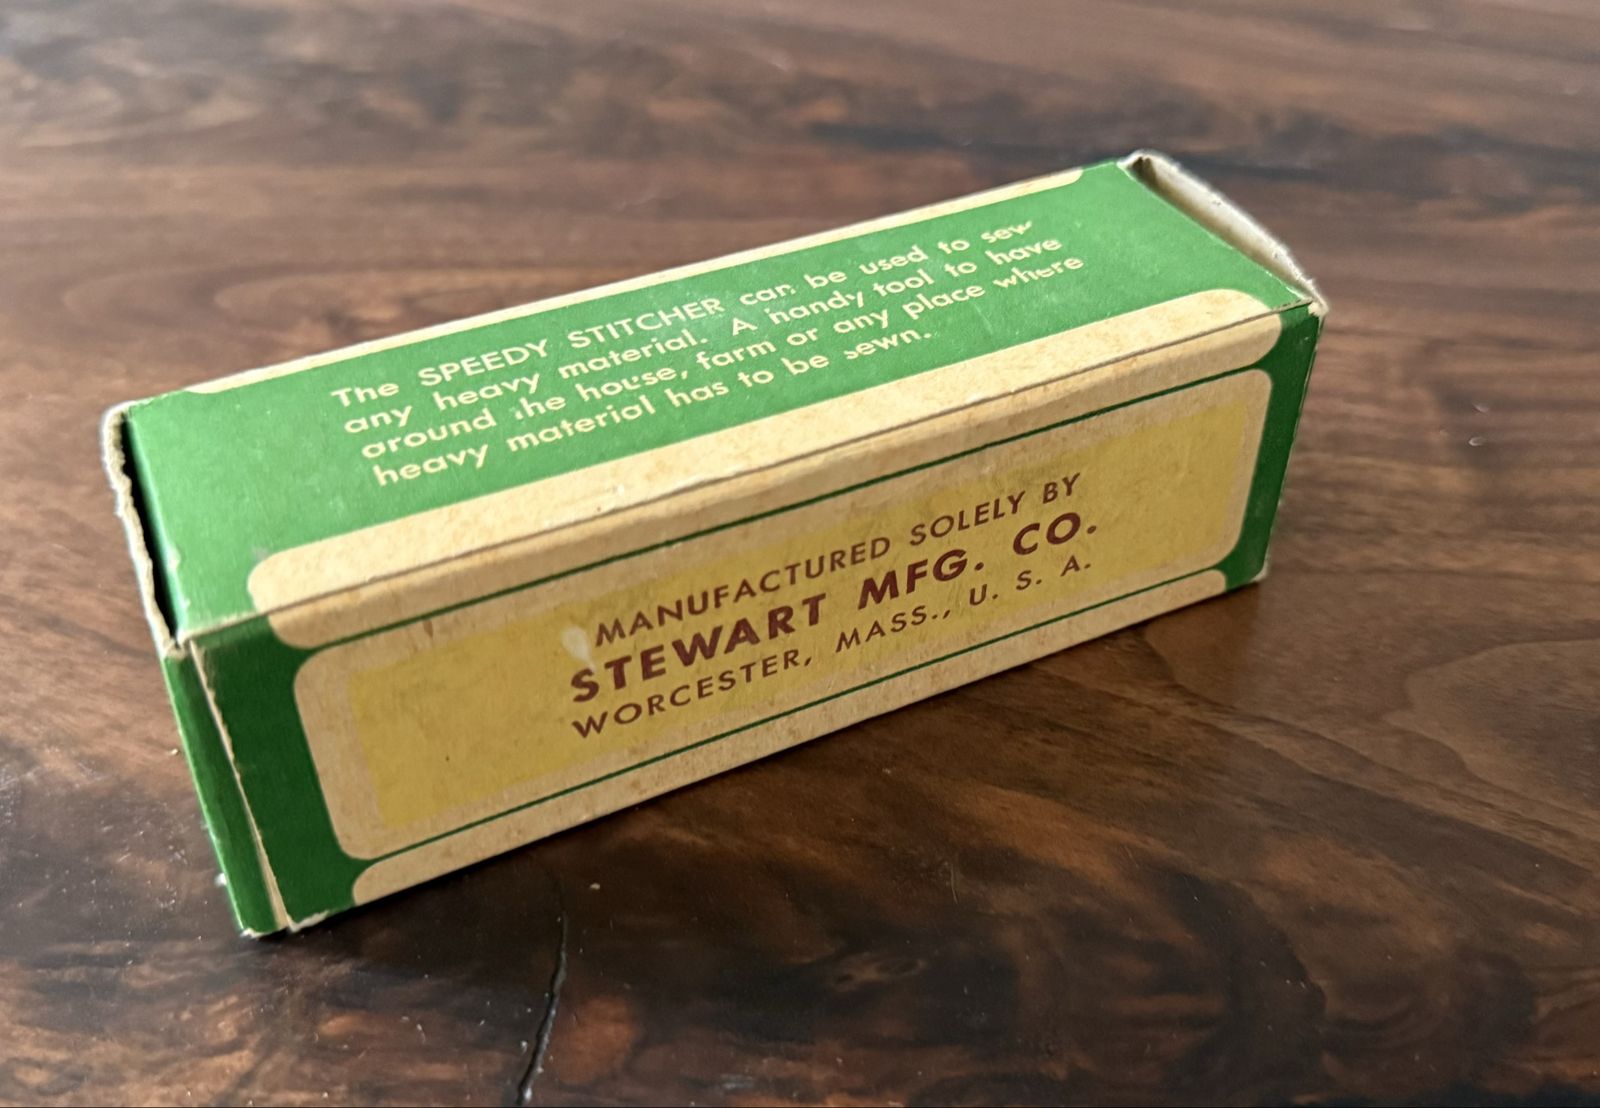 The SPEEDY STITCHER can be used to sew
any heavy material. A handy tool to have
around the house, farm or any place where
heavy material has to be sewn.
MANUFACTURED SOLELY BY
STEWART MFG. CO.
WORCESTER, MASS., U. S. A.